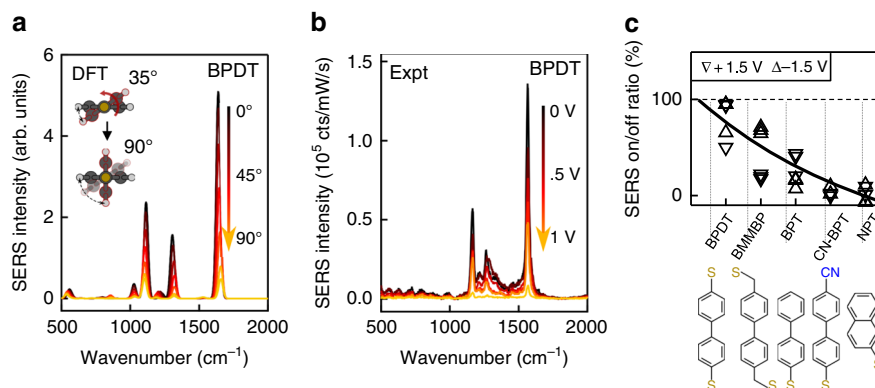 a
DFT
BPDT
35°
90°
0°
45°
90°
SERS intensity (arb. units)
6
4
2
0
500
1000
1500
2000
Wavenumber (cm⁻¹)
b
Expt
BPDT
0 V
.5 V
1 V
SERS intensity (10⁵ cts/mW/s)
1.5
1.0
0.5
0.0
500
1000
1500
2000
Wavenumber (cm⁻¹)
c
∇+1.5 V Δ−1.5 V
SERS on/off ratio (%)
100
0
BPDT
BMMBP
BPT
CN-BPT
NPT
S
S
S
S
S
CN
S
S